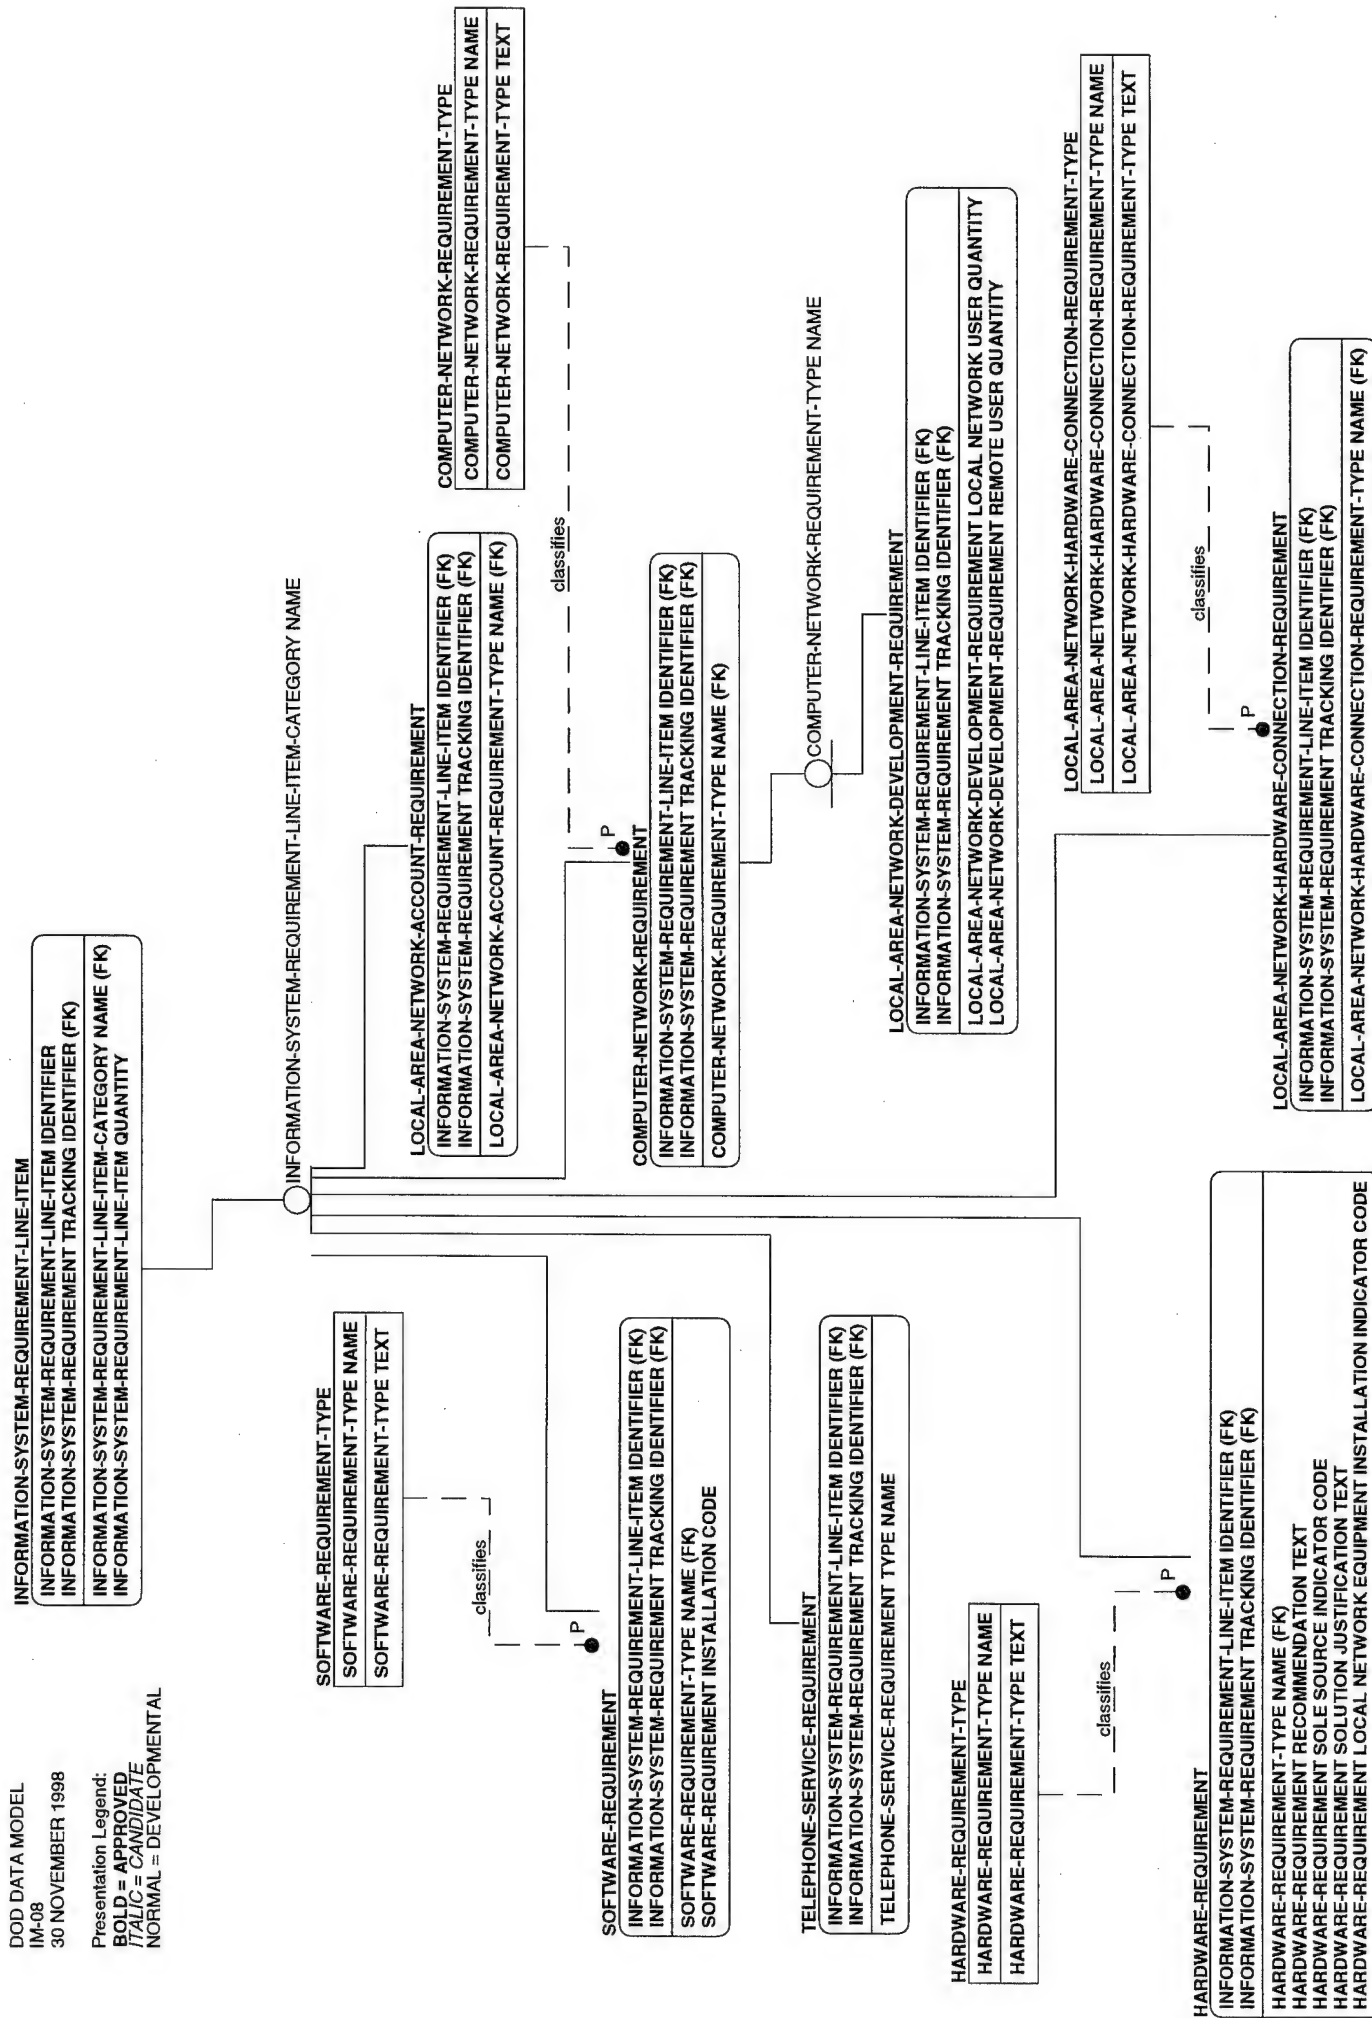 DOD DATA MODEL
IM-08
30 NOVEMBER 1998
Presentation Legend:
BOLD = APPROVED
ITALIC = CANDIDATE
NORMAL = DEVELOPMENTAL
INFORMATION-SYSTEM-REQUIREMENT-LINE-ITEM
INFORMATION-SYSTEM-REQUIREMENT-LINE-ITEM IDENTIFIER
INFORMATION-SYSTEM-REQUIREMENT TRACKING IDENTIFIER (FK)
INFORMATION-SYSTEM-REQUIREMENT-LINE-ITEM-CATEGORY NAME (FK)
INFORMATION-SYSTEM-REQUIREMENT-LINE-ITEM QUANTITY
INFORMATION-SYSTEM-REQUIREMENT-LINE-ITEM-CATEGORY NAME
SOFTWARE-REQUIREMENT-TYPE
SOFTWARE-REQUIREMENT-TYPE NAME
SOFTWARE-REQUIREMENT-TYPE TEXT
classifies
P
SOFTWARE-REQUIREMENT
INFORMATION-SYSTEM-REQUIREMENT-LINE-ITEM IDENTIFIER (FK)
INFORMATION-SYSTEM-REQUIREMENT TRACKING IDENTIFIER (FK)
SOFTWARE-REQUIREMENT-TYPE NAME (FK)
SOFTWARE-REQUIREMENT INSTALLATION CODE
TELEPHONE-SERVICE-REQUIREMENT
INFORMATION-SYSTEM-REQUIREMENT-LINE-ITEM IDENTIFIER (FK)
INFORMATION-SYSTEM-REQUIREMENT TRACKING IDENTIFIER (FK)
TELEPHONE-SERVICE-REQUIREMENT TYPE NAME
HARDWARE-REQUIREMENT-TYPE
HARDWARE-REQUIREMENT-TYPE NAME
HARDWARE-REQUIREMENT-TYPE TEXT
classifies
P
HARDWARE-REQUIREMENT
INFORMATION-SYSTEM-REQUIREMENT-LINE-ITEM IDENTIFIER (FK)
INFORMATION-SYSTEM-REQUIREMENT TRACKING IDENTIFIER (FK)
HARDWARE-REQUIREMENT-TYPE NAME (FK)
HARDWARE-REQUIREMENT RECOMMENDATION TEXT
HARDWARE-REQUIREMENT SOLE SOURCE INDICATOR CODE
HARDWARE-REQUIREMENT SOLUTION JUSTIFICATION TEXT
HARDWARE-REQUIREMENT LOCAL NETWORK EQUIPMENT INSTALLATION INDICATOR CODE
LOCAL-AREA-NETWORK-ACCOUNT-REQUIREMENT
INFORMATION-SYSTEM-REQUIREMENT-LINE-ITEM IDENTIFIER (FK)
INFORMATION-SYSTEM-REQUIREMENT TRACKING IDENTIFIER (FK)
LOCAL-AREA-NETWORK-ACCOUNT-REQUIREMENT-TYPE NAME (FK)
COMPUTER-NETWORK-REQUIREMENT-TYPE
COMPUTER-NETWORK-REQUIREMENT-TYPE NAME
COMPUTER-NETWORK-REQUIREMENT-TYPE TEXT
classifies
P
COMPUTER-NETWORK-REQUIREMENT
INFORMATION-SYSTEM-REQUIREMENT-LINE-ITEM IDENTIFIER (FK)
INFORMATION-SYSTEM-REQUIREMENT TRACKING IDENTIFIER (FK)
COMPUTER-NETWORK-REQUIREMENT-TYPE NAME (FK)
COMPUTER-NETWORK-REQUIREMENT-TYPE NAME
LOCAL-AREA-NETWORK-DEVELOPMENT-REQUIREMENT
INFORMATION-SYSTEM-REQUIREMENT-LINE-ITEM IDENTIFIER (FK)
INFORMATION-SYSTEM-REQUIREMENT TRACKING IDENTIFIER (FK)
LOCAL-AREA-NETWORK-DEVELOPMENT-REQUIREMENT LOCAL NETWORK USER QUANTITY
LOCAL-AREA-NETWORK-DEVELOPMENT-REQUIREMENT REMOTE USER QUANTITY
LOCAL-AREA-NETWORK-HARDWARE-CONNECTION-REQUIREMENT-TYPE
LOCAL-AREA-NETWORK-HARDWARE-CONNECTION-REQUIREMENT-TYPE NAME
LOCAL-AREA-NETWORK-HARDWARE-CONNECTION-REQUIREMENT-TYPE TEXT
classifies
P
LOCAL-AREA-NETWORK-HARDWARE-CONNECTION-REQUIREMENT
INFORMATION-SYSTEM-REQUIREMENT-LINE-ITEM IDENTIFIER (FK)
INFORMATION-SYSTEM-REQUIREMENT TRACKING IDENTIFIER (FK)
LOCAL-AREA-NETWORK-HARDWARE-CONNECTION-REQUIREMENT-TYPE NAME (FK)